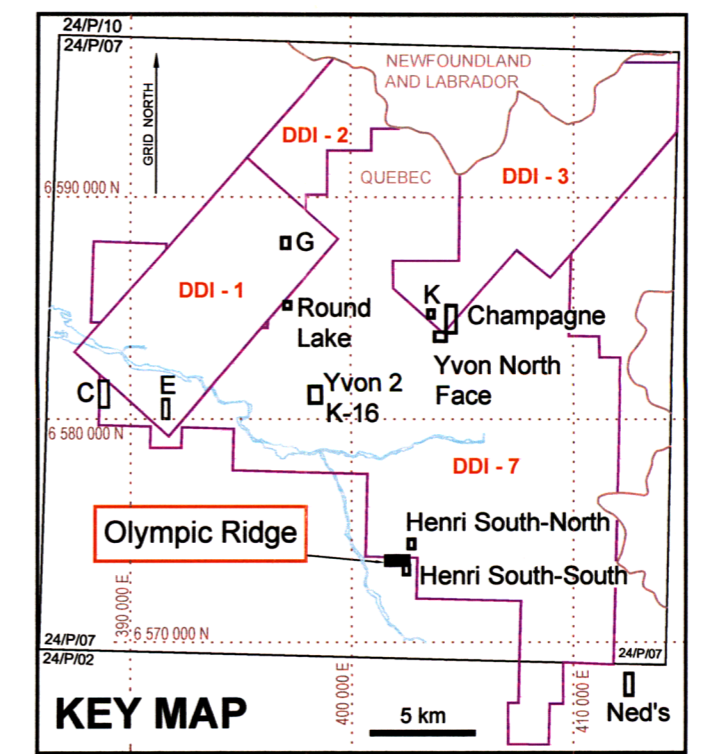 24/P/10
24/P/07
NEWFOUNDLAND
AND LABRADOR
GRID NORTH
DDI - 2
QUEBEC
DDI - 3
6 590 000 N
G
DDI - 1
Round
Lake
K
Champagne
Yvon North
Face
C
E
Yvon 2
K-16
6 580 000 N
DDI - 7
Olympic Ridge
Henri South-North
Henri South-South
390 000 E
6 570 000 N
24/P/07
24/P/02
24/P/07
400 000 E
410 000 E
KEY MAP
5 km
Ned's